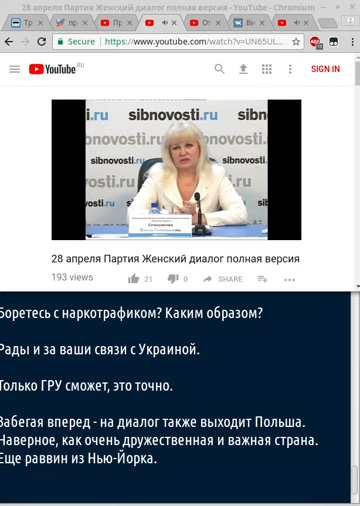 28 апреля Партия Женский диалог полная версия - YouTube - Chromium
Secure https://www.youtube.com/watch?v=UN65UL...
YouTube RU
SIGN IN
i.ru sibnovosti.ru si
sibnovosti.ru
28 апреля Партия Женский диалог полная версия
193 views 21 0 SHARE
Боретесь с наркотрафиком? Каким образом?
Рады и за ваши связи с Украиной.
Только ГРУ сможет, это точно.
Забегая вперед - на диалог также выходит Польша.
Наверное, как очень дружественная и важная страна.
Еще раввин из Нью-Йорка.